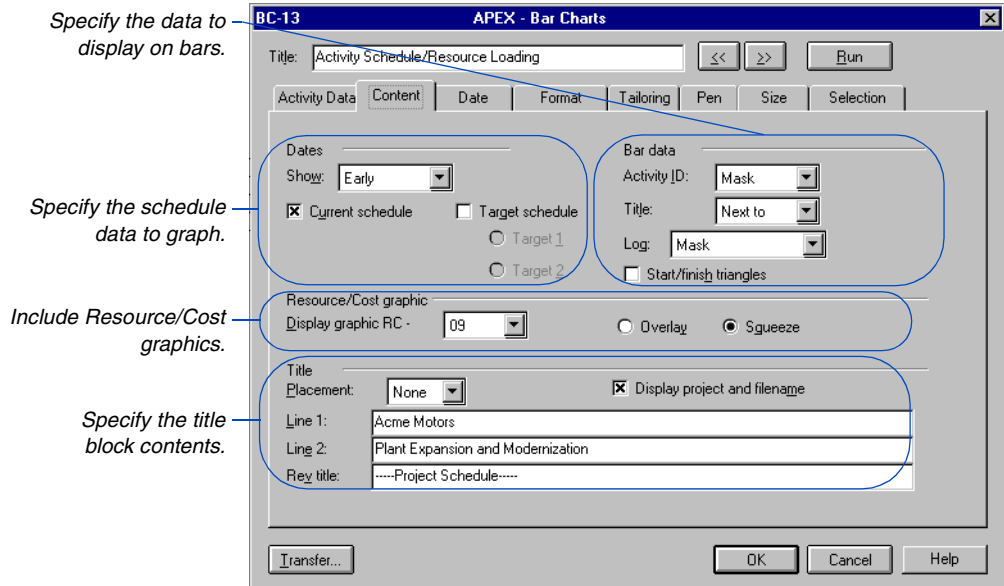 Specify the data to
display on bars.
Specify the schedule
data to graph.
Include Resource/Cost
graphics.
Specify the title
block contents.
BC-13 APEX - Bar Charts
Title: Activity Schedule/Resource Loading << >> Run
Activity Data Content Date Format Tailoring Pen Size Selection
Dates Bar data
Show: Early Activity ID: Mask
Current schedule Target schedule Title: Next to
Target 1 Log: Mask
Target 2 Start/finish triangles
Resource/Cost graphic
Display graphic RC - 09 Overlay Squeeze
Title
Placement: None Display project and filename
Line 1: Acme Motors
Line 2: Plant Expansion and Modernization
Rev title: -----Project Schedule-----
Transfer... OK Cancel Help